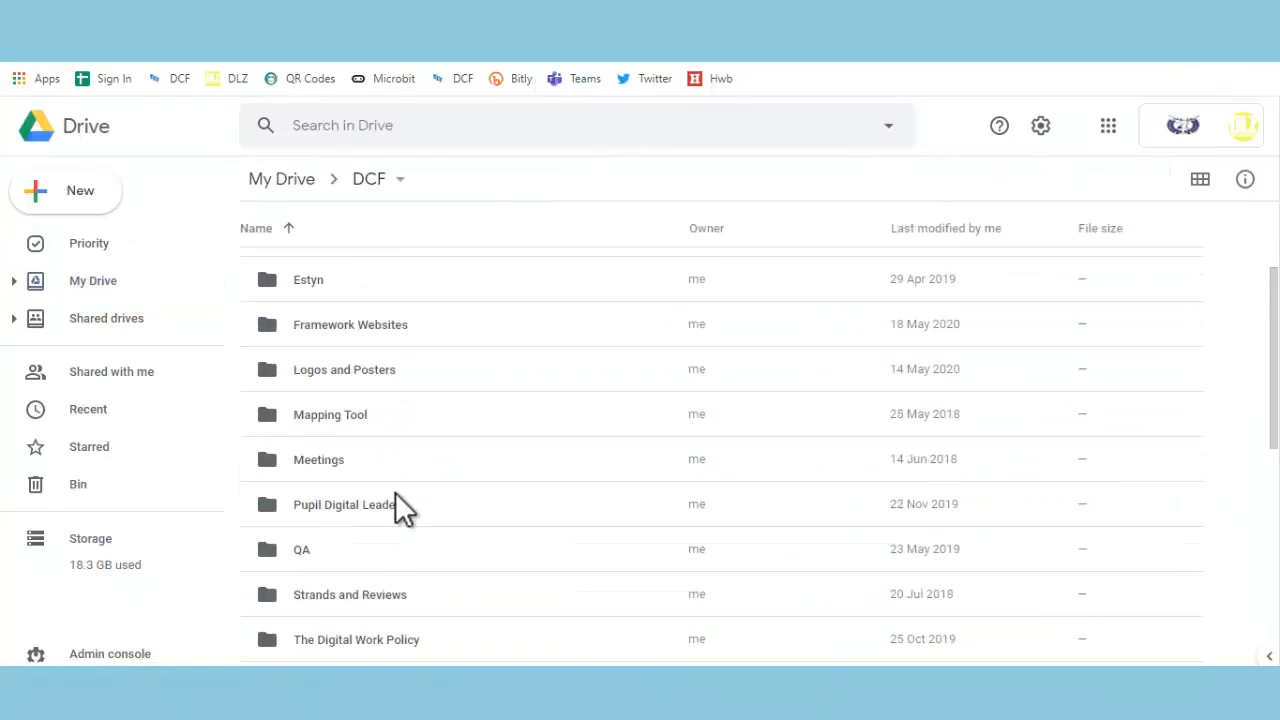 Apps Sign In DCF DLZ QR Codes Microbit DCF Bitly Teams Twitter Hwb
Drive Search in Drive
New My Drive DCF
Name Owner Last modified by me File size
Priority
My Drive
Shared drives
Shared with me
Recent
Starred
Bin
Storage
18.3 GB used
Admin console
Estyn me 29 Apr 2019 –
Framework Websites me 18 May 2020 –
Logos and Posters me 14 May 2020 –
Mapping Tool me 25 May 2018 –
Meetings me 14 Jun 2018 –
Pupil Digital me 22 Nov 2019 –
QA me 23 May 2019 –
Strands and Reviews me 20 Jul 2018 –
The Digital Work Policy me 25 Oct 2019 –